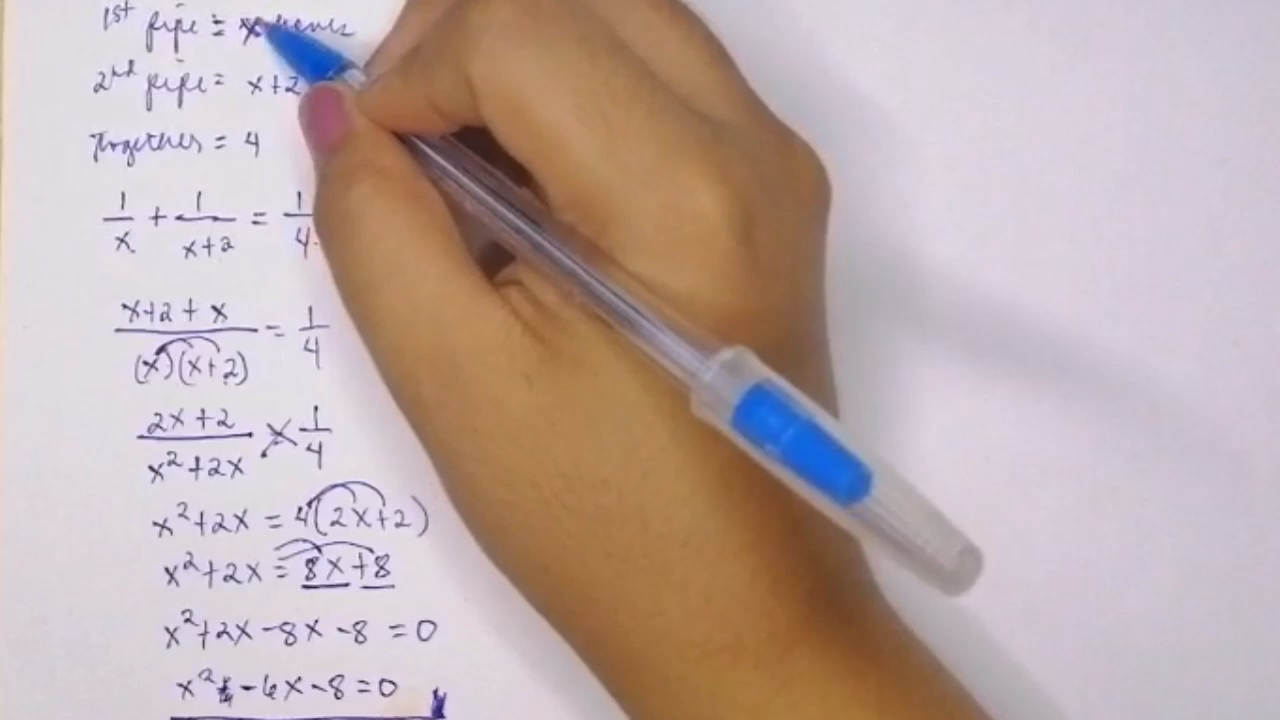 1st pipe = x
2nd pipe = x+2
Together = 4
1/x + 1/(x+2) = 1/4
(x+2+x)/((x)(x+2)) = 1/4
(2x+2)/(x²+2x) × 1/4
x²+2x = 4(2x+2)
x²+2x = 8x+8
x²+2x-8x-8 = 0
x²-6x-8=0